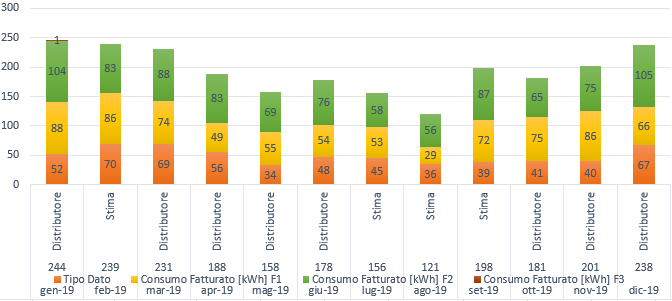 300
250
200
150
100
50
0
1
104 83 88 83 69 76 58 56 87 65 75 105
88 86 74 49 55 54 53 29 72 75 86 66
52 70 69 56 34 48 45 36 39 41 40 67
Distributore Stima Distributore Distributore Distributore Distributore Stima Stima Distributore Distributore Distributore Distributore
244 239 231 188 158 178 156 121 198 181 201 238
Tipo Dato Consumo Fatturato [kWh] F1 Consumo Fatturato [kWh] F2 Consumo Fatturato [kWh] F3
gen-19 feb-19 mar-19 apr-19 mag-19 giu-19 lug-19 ago-19 set-19 ott-19 nov-19 dic-19